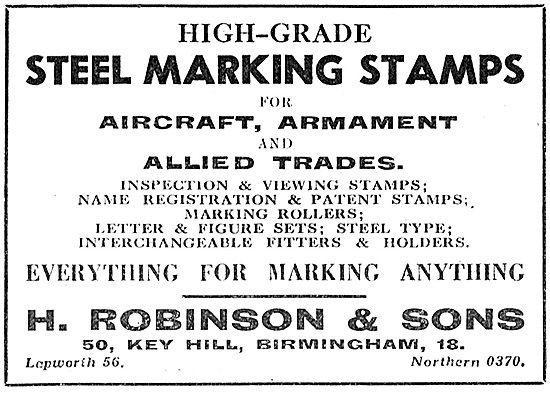 HIGH-GRADE
STEEL MARKING STAMPS
FOR
AIRCRAFT, ARMAMENT
AND
ALLIED TRADES.
INSPECTION & VIEWING STAMPS;
NAME REGISTRATION & PATENT STAMPS;
MARKING ROLLERS;
LETTER & FIGURE SETS; STEEL TYPE;
INTERCHANGEABLE FITTERS & HOLDERS.
EVERYTHING FOR MARKING ANYTHING
H. ROBINSON & SONS
50, KEY HILL, BIRMINGHAM, 18.
Lepworth 56. Northern 0370.